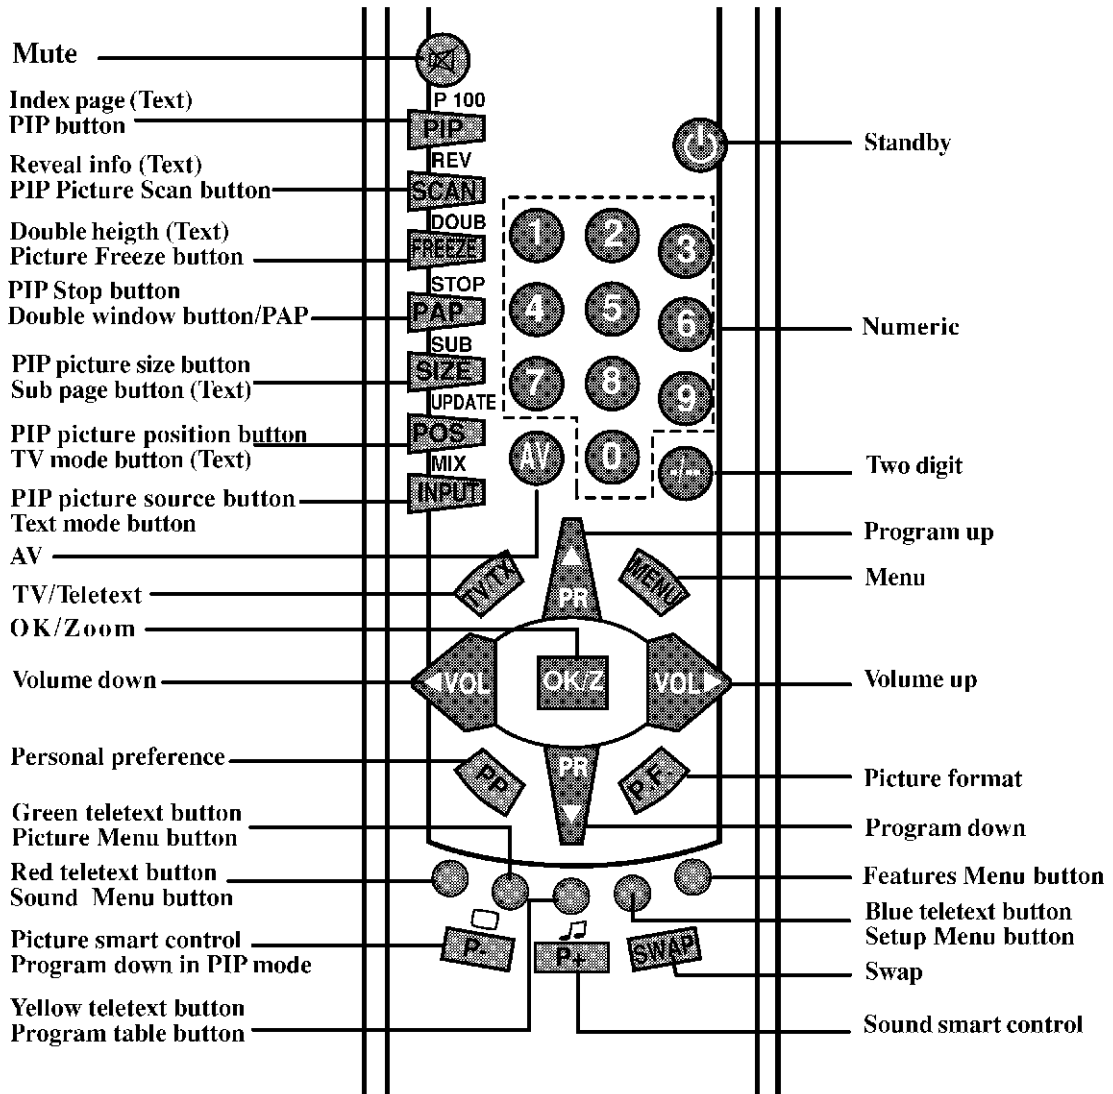 Mute
P 100
Index page (Text)
PIP button
PIP
Standby
REV
Reveal info (Text)
PIP Picture Scan button
SCAN
DOUB
Double heigth (Text)
Picture Freeze button
FREEZE
1 2 3
STOP
PIP Stop button
Double window button/PAP
PAP
4 5 6
Numeric
SUB
PIP picture size button
Sub page button (Text)
SIZE
7 8 9
UPDATE
PIP picture position button
TV mode button (Text)
POS
AV 0 -/--
Two digit
MIX
PIP picture source button
Text mode button
INPUT
Program up
AV
TV/Teletext
TV/TX
PR
MENU
Menu
OK/Zoom
Volume down
VOL OK/Z VOL
Volume up
Personal preference
PP
PR
P.F.
Picture format
Green teletext button
Picture Menu button
Program down
Red teletext button
Sound Menu button
Features Menu button
Blue teletext button
Setup Menu button
Picture smart control
Program down in PIP mode
P- P+ SWAP
Swap
Yellow teletext button
Program table button
Sound smart control